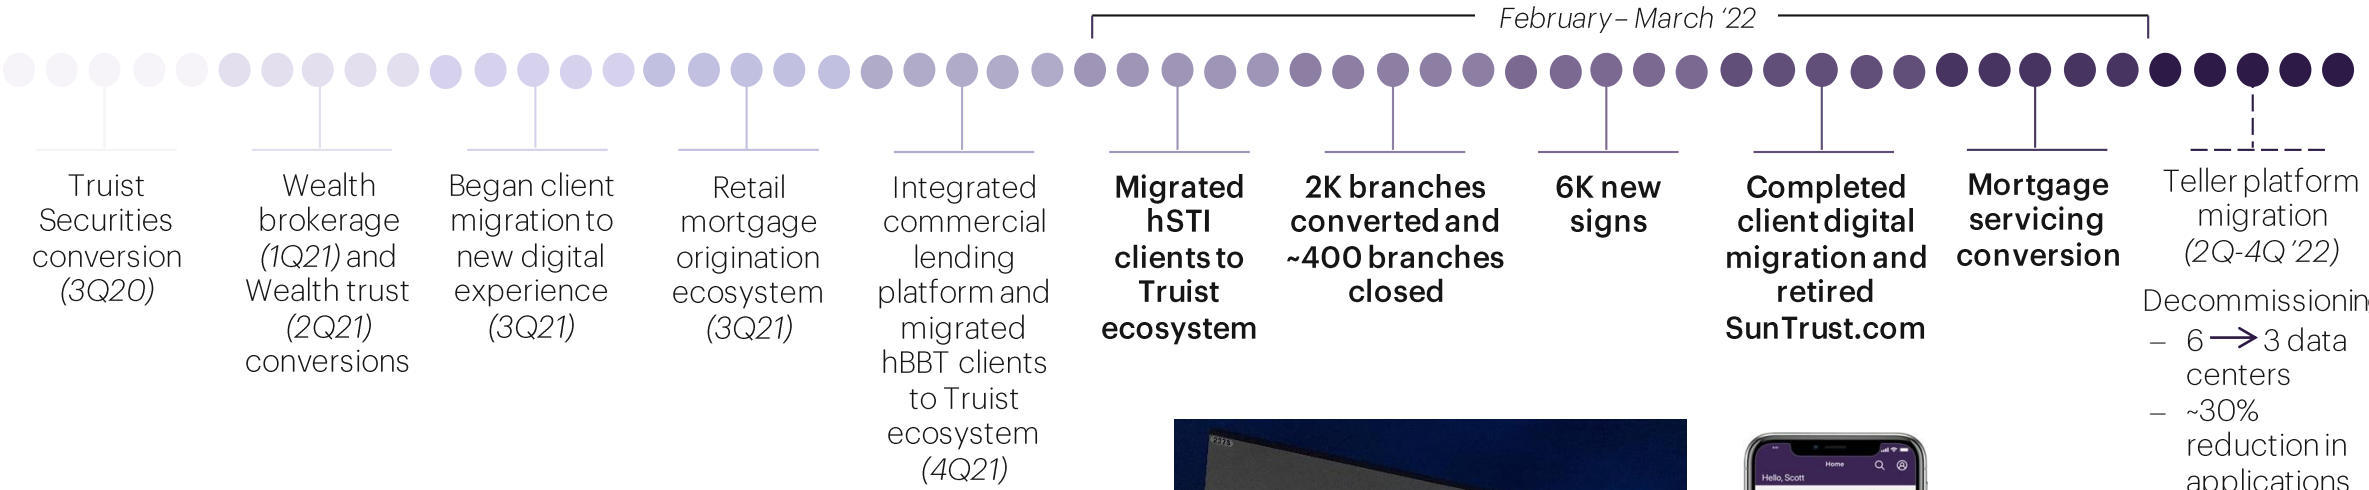 February – March ‘22
Truist
Securities
conversion
(3Q20)
Wealth
brokerage
(1Q21) and
Wealth trust
(2Q21)
conversions
Began client
migration to
new digital
experience
(3Q21)
Retail
mortgage
origination
ecosystem
(3Q21)
Integrated
commercial
lending
platform and
migrated
hBBT clients
to Truist
ecosystem
(4Q21)
Migrated
hSTI
clients to
Truist
ecosystem
2K branches
converted and
~400 branches
closed
6K new
signs
Completed
client digital
migration and
retired
SunTrust.com
Mortgage
servicing
conversion
Teller platform
migration
(2Q-4Q ’22)
Decommissionin
– 6 → 3 data
centers
– ~30%
reduction in
applications
2275
Home
Hello, Scott